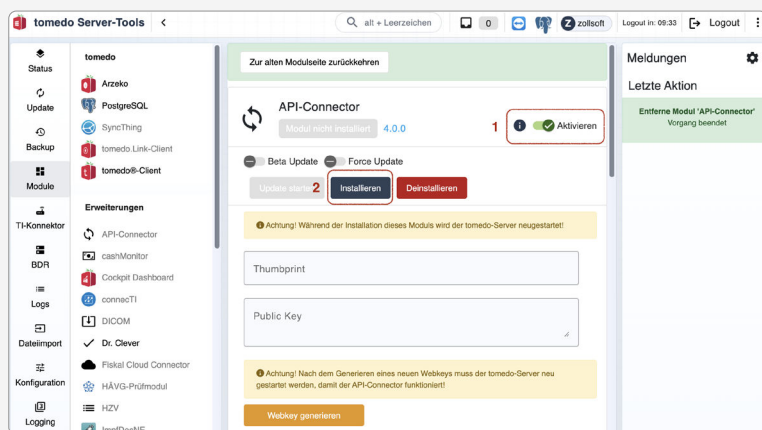 tomedo Server-Tools
alt + Leerzeichen
0
zollsoft
Logout in: 09:33
Logout
Status
Update
Backup
Module
TI-Konnektor
BDR
Logs
Dateiimport
Konfiguration
Logging
tomedo
Arzeko
PostgreSQL
SyncThing
tomedo.Link-Client
tomedo®-Client
Erweiterungen
API-Connector
cashMonitor
Cockpit Dashboard
connecTI
DICOM
Dr. Clever
Fiskal Cloud Connector
HÄVG-Prüfmodul
HZV
ImpfDocNE
Zur alten Modulseite zurückkehren
API-Connector
Modul nicht installiert 4.0.0
1
Aktivieren
Beta Update Force Update
Update starten 2 Installieren Deinstallieren
Achtung! Während der Installation dieses Moduls wird der tomedo-Server neugestartet!
Thumbprint
Public Key
Achtung! Nach dem Generieren eines neuen Webkeys muss der tomedo-Server neu
gestartet werden, damit der API-Connector funktioniert!
Webkey generieren
Meldungen
Letzte Aktion
Entferne Modul 'API-Connector'
Vorgang beendet